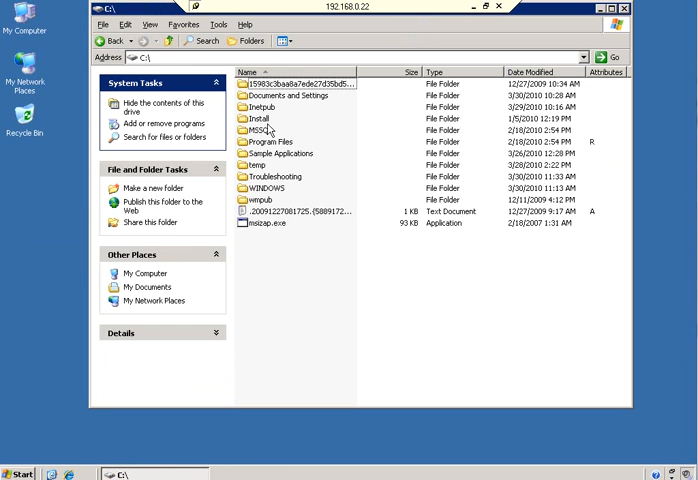 192.168.0.22
C:\
File Edit View Favorites Tools Help
Back Search Folders
Address C:\ Go
My Computer
My Network
Places
Recycle Bin
System Tasks
Hide the contents of this
drive
Add or remove programs
Search for files or folders
File and Folder Tasks
Make a new folder
Publish this folder to the
Web
Share this folder
Other Places
My Computer
My Documents
My Network Places
Details
Name Size Type Date Modified Attributes
15983c3baa8a7ede27d35bd5... File Folder 12/27/2009 10:34 AM
Documents and Settings File Folder 3/30/2010 10:28 AM
Inetpub File Folder 3/29/2010 10:16 AM
Install File Folder 1/5/2010 12:19 PM
File Folder 2/18/2010 2:54 PM
Program Files File Folder 2/18/2010 2:54 PM R
Sample Applications File Folder 3/26/2010 12:28 PM
temp File Folder 3/28/2010 2:22 PM
Troubleshooting File Folder 3/30/2010 11:33 AM
WINDOWS File Folder 3/30/2010 11:13 AM
wmpub File Folder 12/11/2009 4:12 PM
.20091227081725.{5889172... 1 KB Text Document 12/27/2009 9:17 AM A
msizap.exe 93 KB Application 2/18/2007 1:31 AM
Start C:\